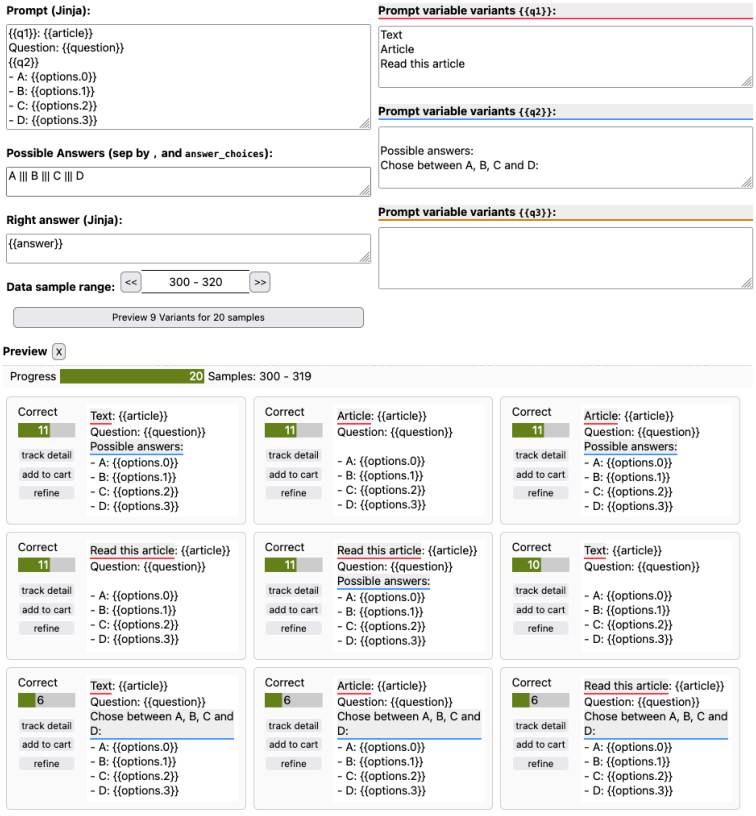 Prompt (Jinja):
{{q1}}: {{article}}
Question: {{question}}
{{q2}}
- A: {{options.0}}
- B: {{options.1}}
- C: {{options.2}}
- D: {{options.3}}
Possible Answers (sep by , and answer_choices):
A ||| B ||| C ||| D
Right answer (Jinja):
{{answer}}
Data sample range: << 300 - 320 >>
Preview 9 Variants for 20 samples
Prompt variable variants {{q1}}:
Text
Article
Read this article
Prompt variable variants {{q2}}:
Possible answers:
Chose between A, B, C and D:
Prompt variable variants {{q3}}:
Preview X
Progress 20 Samples: 300 - 319
Correct
11
track detail
add to cart
refine
Text: {{article}}
Question: {{question}}
Possible answers:
- A: {{options.0}}
- B: {{options.1}}
- C: {{options.2}}
- D: {{options.3}}
Correct
11
track detail
add to cart
refine
Article: {{article}}
Question: {{question}}
- A: {{options.0}}
- B: {{options.1}}
- C: {{options.2}}
- D: {{options.3}}
Correct
11
track detail
add to cart
refine
Article: {{article}}
Question: {{question}}
Possible answers:
- A: {{options.0}}
- B: {{options.1}}
- C: {{options.2}}
- D: {{options.3}}
Correct
11
track detail
add to cart
refine
Read this article: {{article}}
Question: {{question}}
- A: {{options.0}}
- B: {{options.1}}
- C: {{options.2}}
- D: {{options.3}}
Correct
11
track detail
add to cart
refine
Read this article: {{article}}
Question: {{question}}
Possible answers:
- A: {{options.0}}
- B: {{options.1}}
- C: {{options.2}}
- D: {{options.3}}
Correct
10
track detail
add to cart
refine
Text: {{article}}
Question: {{question}}
- A: {{options.0}}
- B: {{options.1}}
- C: {{options.2}}
- D: {{options.3}}
Correct
6
track detail
add to cart
refine
Text: {{article}}
Question: {{question}}
Chose between A, B, C and
D:
- A: {{options.0}}
- B: {{options.1}}
- C: {{options.2}}
- D: {{options.3}}
Correct
6
track detail
add to cart
refine
Article: {{article}}
Question: {{question}}
Chose between A, B, C and
D:
- A: {{options.0}}
- B: {{options.1}}
- C: {{options.2}}
- D: {{options.3}}
Correct
6
track detail
add to cart
refine
Read this article: {{article}}
Question: {{question}}
Chose between A, B, C and
D:
- A: {{options.0}}
- B: {{options.1}}
- C: {{options.2}}
- D: {{options.3}}